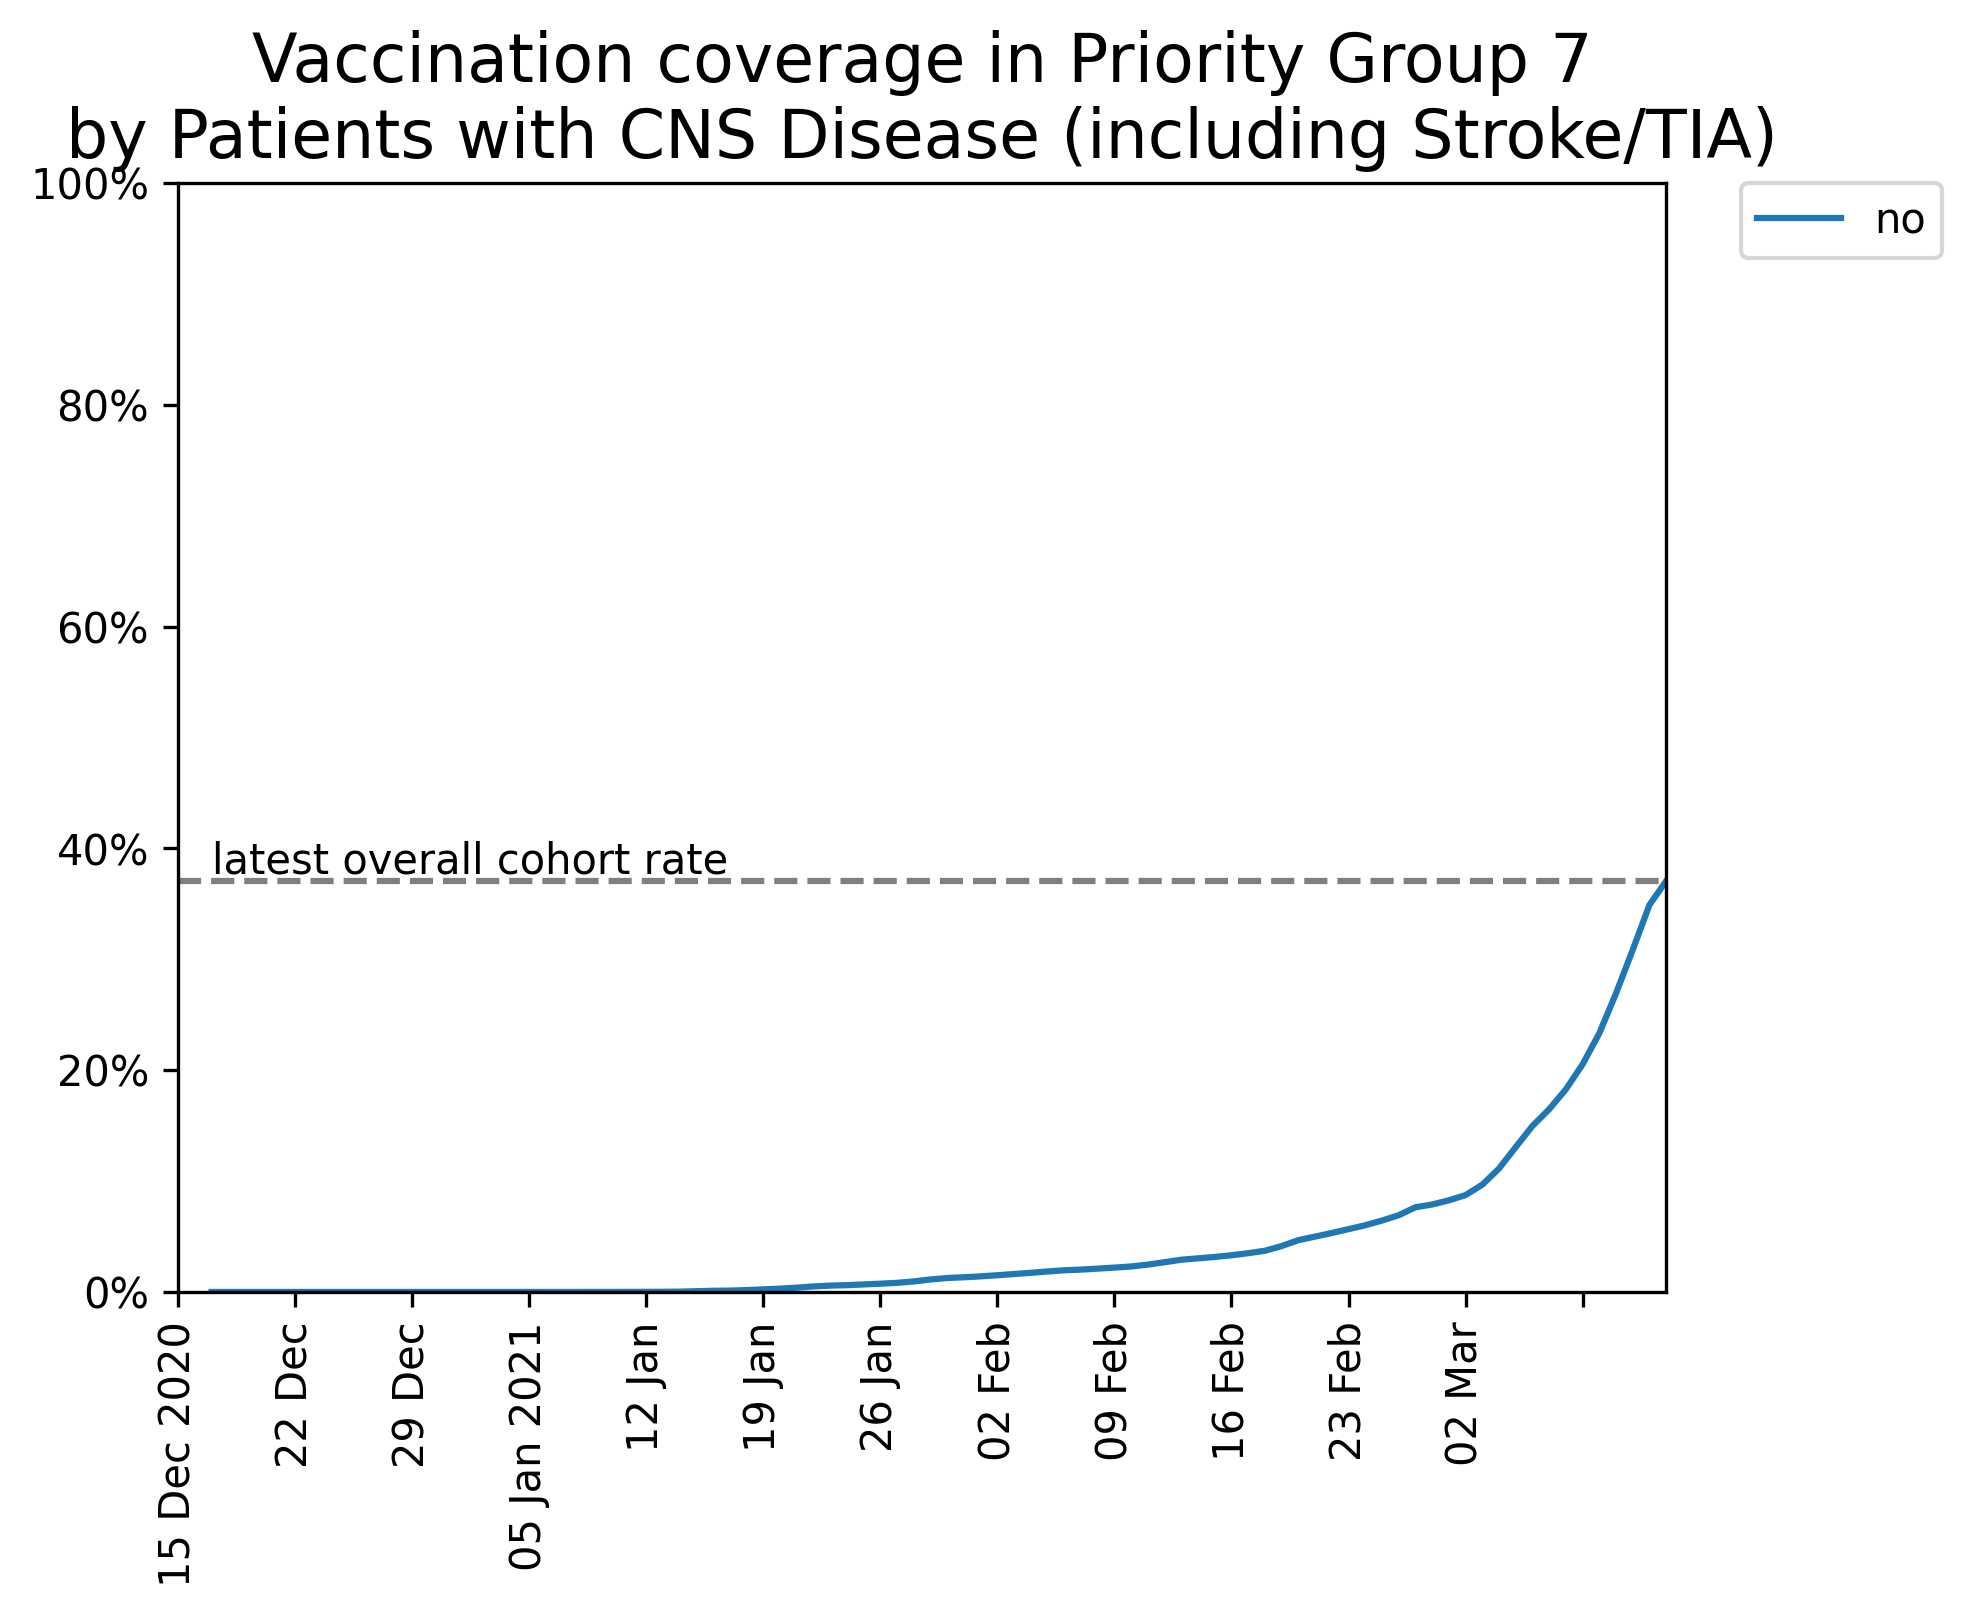 Vaccination coverage in Priority Group 7
by Patients with CNS Disease (including Stroke/TIA)
100%
80%
60%
40%
20%
0%
latest overall cohort rate
no
15 Dec 2020
22 Dec
29 Dec
05 Jan 2021
12 Jan
19 Jan
26 Jan
02 Feb
09 Feb
16 Feb
23 Feb
02 Mar